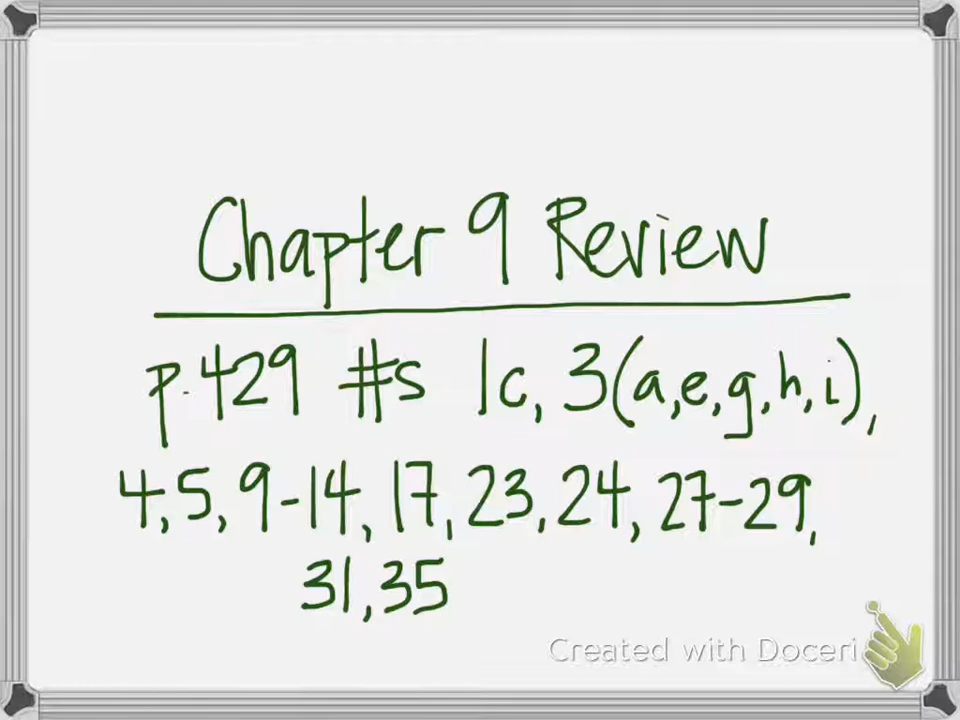 Chapter 9 Review
p.429 #s 1c, 3(a,e,g,h,i),
4,5,9-14,17,23,24,27-29,
31,35
Created with Doceri